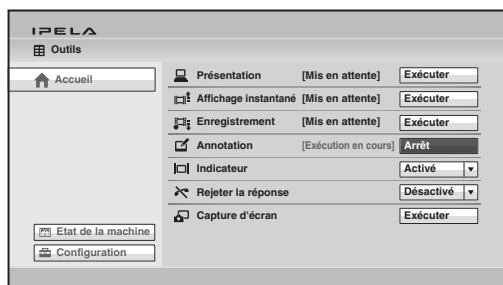 IPELA
Outils
Accueil
Présentation [Mis en attente] Exécuter
Affichage instantané [Mis en attente] Exécuter
Enregistrement [Mis en attente] Exécuter
Annotation [Exécution en cours] Arrêt
Indicateur Activé
Rejeter la réponse Désactivé
Capture d'écran Exécuter
Etat de la machine
Configuration